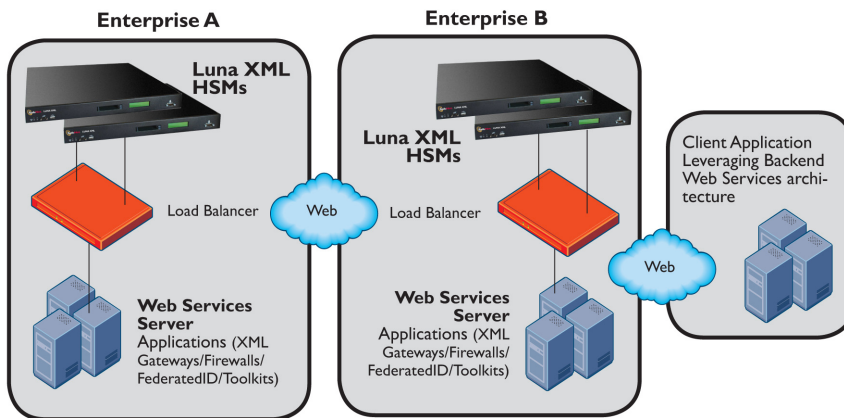 Enterprise A
Luna XML
HSMs
Load Balancer
Web Services
Server
Applications (XML
Gateways/Firewalls/
FederatedID/Toolkits)
Web
Enterprise B
Luna XML
HSMs
Load Balancer
Web Services
Server
Applications (XML
Gateways/Firewalls/
FederatedID/Toolkits)
Web
Client Application
Leveraging Backend
Web Services archi-
tecture